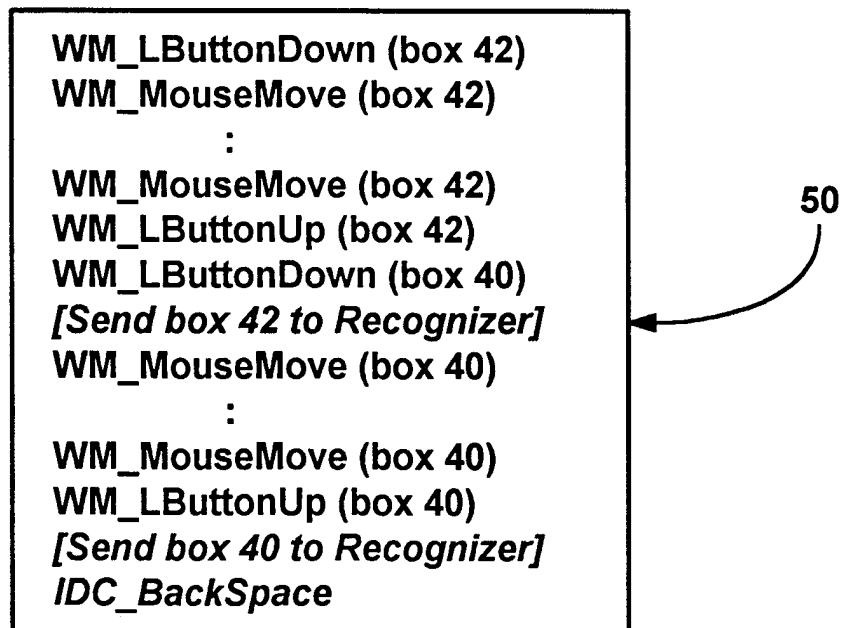 WM_LButtonDown (box 42)
WM_MouseMove (box 42)
:
WM_MouseMove (box 42)
WM_LButtonUp (box 42)
WM_LButtonDown (box 40)
[Send box 42 to Recognizer]
WM_MouseMove (box 40)
:
WM_MouseMove (box 40)
WM_LButtonUp (box 40)
[Send box 40 to Recognizer]
IDC_BackSpace
50